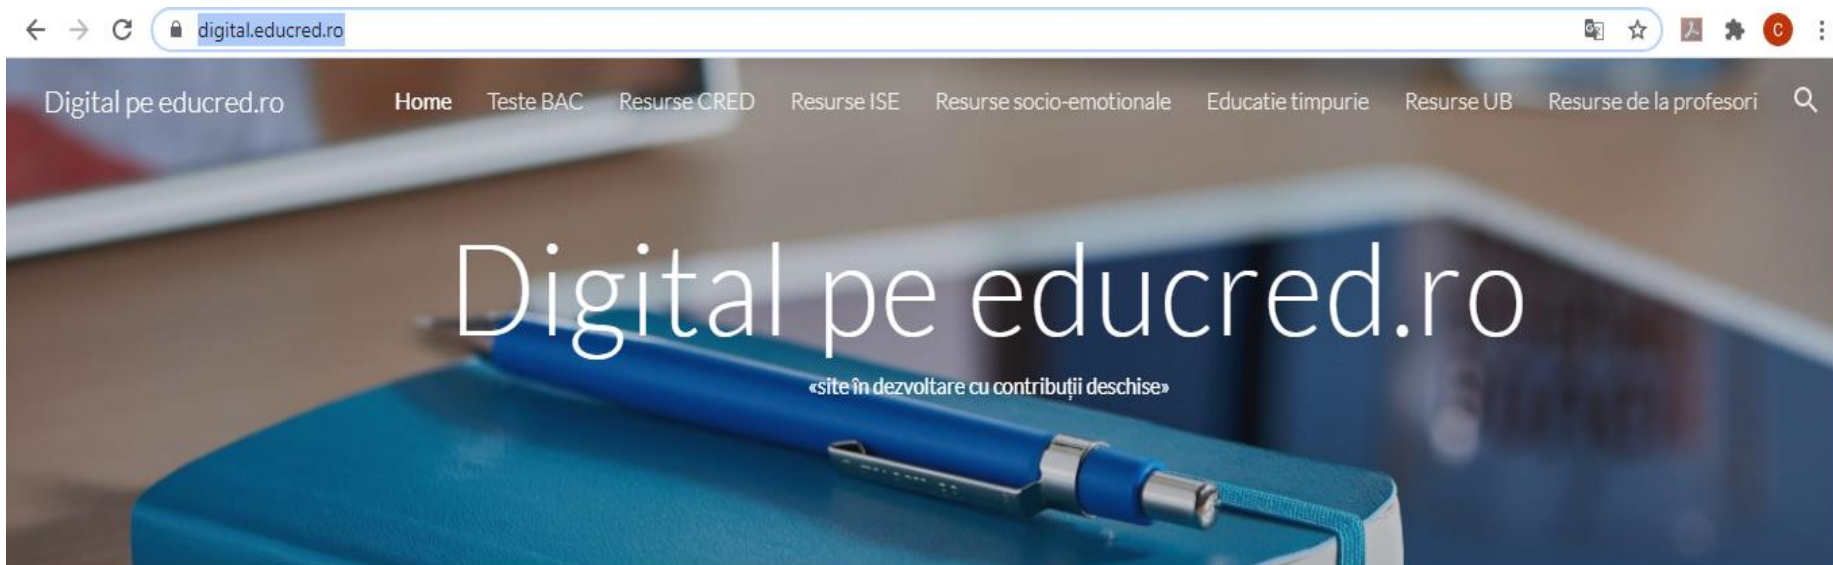 digital.educred.ro
C
Digital pe educred.ro
Home Teste BAC Resurse CRED Resurse ISE Resurse socio-emotionale Educatie timpurie Resurse UB Resurse de la profesori
Digital pe educred.ro
«site în dezvoltare cu contribuții deschise»